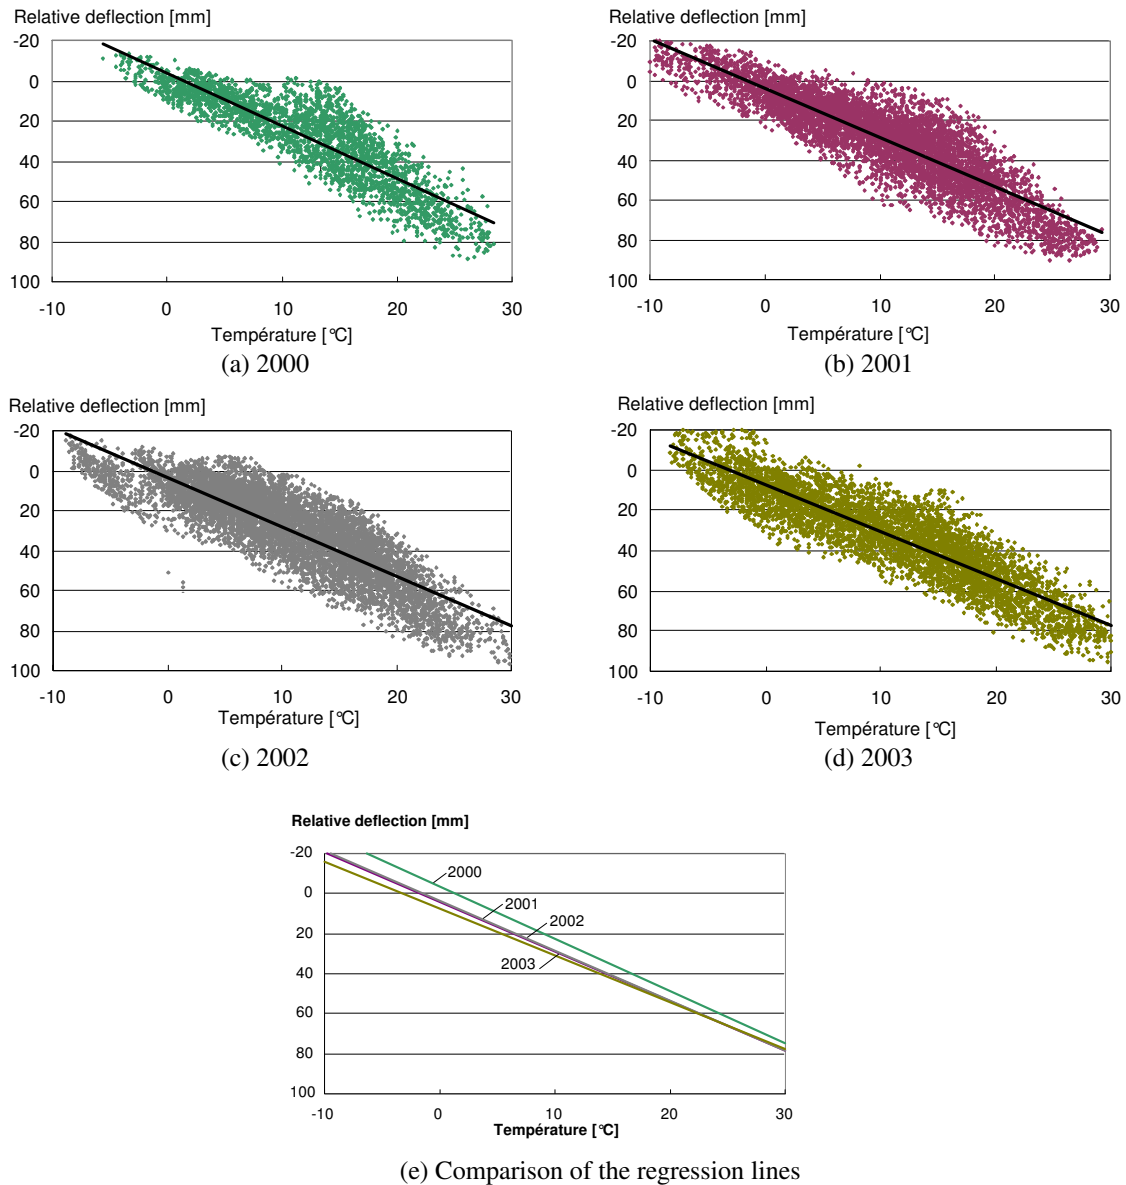 Relative deflection [mm]
-20
0
20
40
60
80
100
-10 0 10 20 30
Température [°C]
(a) 2000
Relative deflection [mm]
-20
0
20
40
60
80
100
-10 0 10 20 30
Température [°C]
(b) 2001
Relative deflection [mm]
-20
0
20
40
60
80
100
-10 0 10 20 30
Température [°C]
(c) 2002
Relative deflection [mm]
-20
0
20
40
60
80
100
-10 0 10 20 30
Température [°C]
(d) 2003
Relative deflection [mm]
-20
0
20
40
60
80
100
2000
2001
2002
2003
-10 0 10 20 30
Température [°C]
(e) Comparison of the regression lines